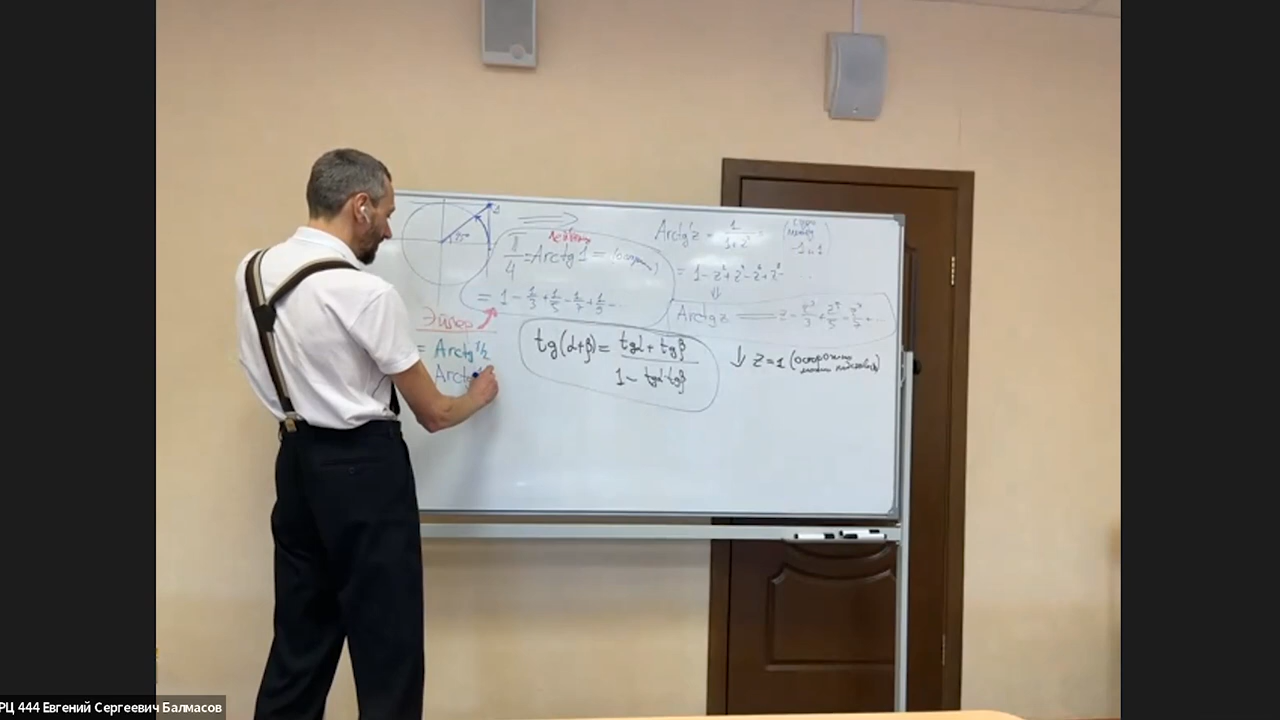 π/4 = Arctg 1 =
= 1 - 1/3 + 1/5 - 1/7 + 1/9 - ...
Эйлер
= Arctg 1/2
Arctg
tg(α+β) = (tgα + tgβ)/(1 - tgα·tgβ)
Arctg'z = 1/(1+z²) =
= 1 - z² + z⁴ - z⁶ + z⁸ - ...
Arctg z = z - z³/3 + z⁵/5 - z⁷/7 + ...
↓ z=1 (осторожно
РЦ 444 Евгений Сергеевич Балмасов